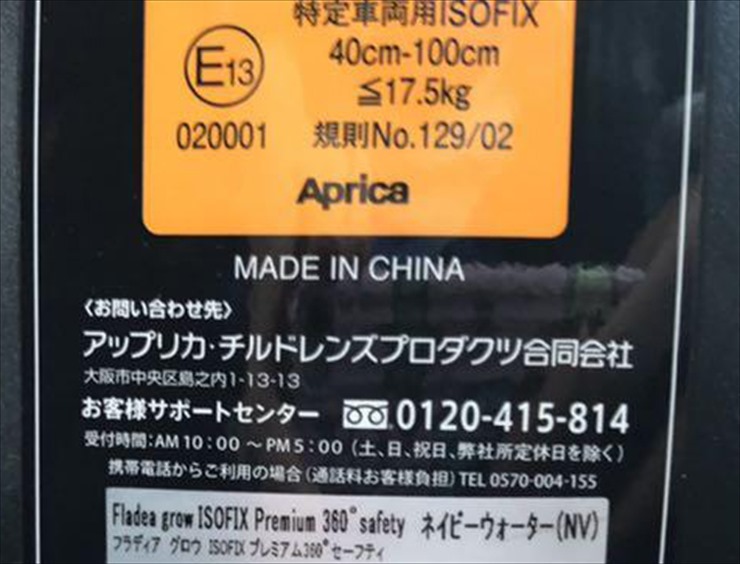 特定車両用ISOFIX
40cm-100cm
E13
≦17.5kg
020001 規則No.129/02
Aprica
MADE IN CHINA
〈お問い合わせ先〉
アップリカ・チルドレンズプロダクツ合同会社
大阪市中央区島之内1-13-13
お客様サポートセンター 0120-415-814
受付時間:AM10:00 ～ PM5:00 (土、日、祝日、弊社所定休日を除く)
携帯電話からご利用の場合(通話料お客様負担)TEL 0570-004-155
Fladea grow ISOFIX Premium 360°safety ネイビーウォーター(NV)
フラディア グロウ ISOFIX プレミアム360°セーフティ